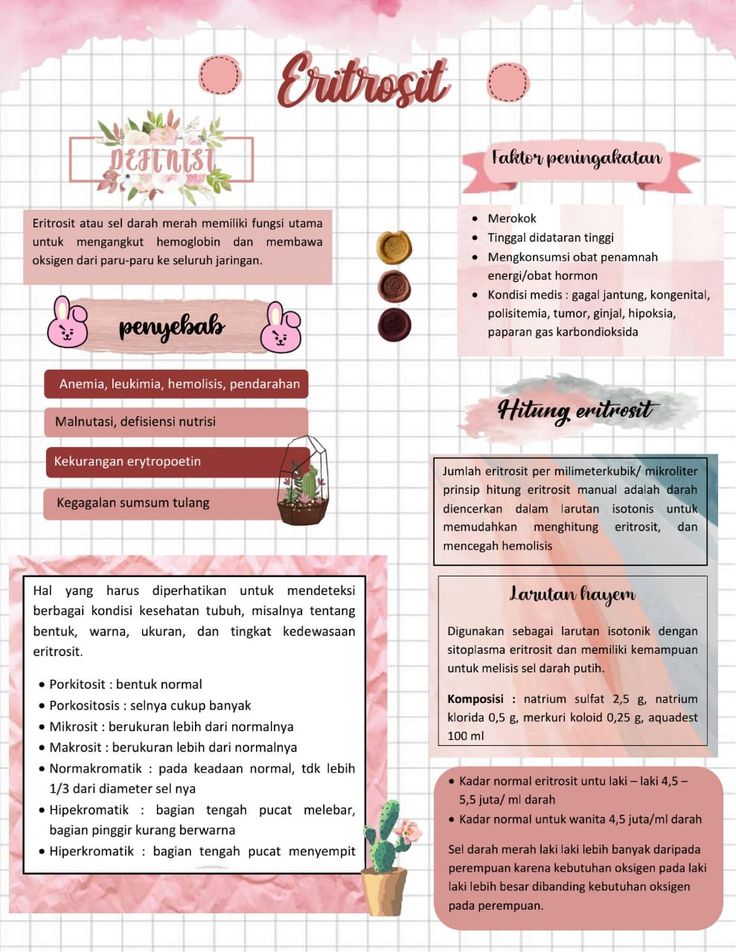 Eritrosit
DEFINISI
Eritrosit atau sel darah merah memiliki fungsi utama
untuk mengangkut hemoglobin dan membawa
oksigen dari paru-paru ke seluruh jaringan.
penyebab
Anemia, leukimia, hemolisis, pendarahan
Malnutasi, defisiensi nutrisi
Kekurangan erytropoetin
Kegagalan sumsum tulang
Hal yang harus diperhatikan untuk mendeteksi
berbagai kondisi kesehatan tubuh, misalnya tentang
bentuk, warna, ukuran, dan tingkat kedewasaan
eritrosit.
• Porkitosit : bentuk normal
• Porkositosis : selnya cukup banyak
• Mikrosit : berukuran lebih dari normalnya
• Makrosit : berukuran lebih dari normalnya
• Normakromatik : pada keadaan normal, tdk lebih
1/3 dari diameter sel nya
• Hipekromatik : bagian tengah pucat melebar,
bagian pinggir kurang berwarna
• Hiperkromatik : bagian tengah pucat menyempit
Faktor peningakatan
• Merokok
• Tinggal didataran tinggi
• Mengkonsumsi obat penamnah
energi/obat hormon
• Kondisi medis : gagal jantung, kongenital,
polisitemia, tumor, ginjal, hipoksia,
paparan gas karbondioksida
Hitung eritrosit
Jumlah eritrosit per milimeterkubik/ mikroliter
prinsip hitung eritrosit manual adalah darah
diencerkan dalam larutan isotonis untuk
memudahkan menghitung eritrosit, dan
mencegah hemolisis
Larutan hayem
Digunakan sebagai larutan isotonik dengan
sitoplasma eritrosit dan memiliki kemampuan
untuk melisis sel darah putih.
Komposisi : natrium sulfat 2,5 g, natrium
klorida 0,5 g, merkuri koloid 0,25 g, aquadest
100 ml
• Kadar normal eritrosit untu laki – laki 4,5 –
5,5 juta/ ml darah
• Kadar normal untuk wanita 4,5 juta/ml darah
Sel darah merah laki laki lebih banyak daripada
perempuan karena kebutuhan oksigen pada laki
laki lebih besar dibanding kebutuhan oksigen
pada perempuan.